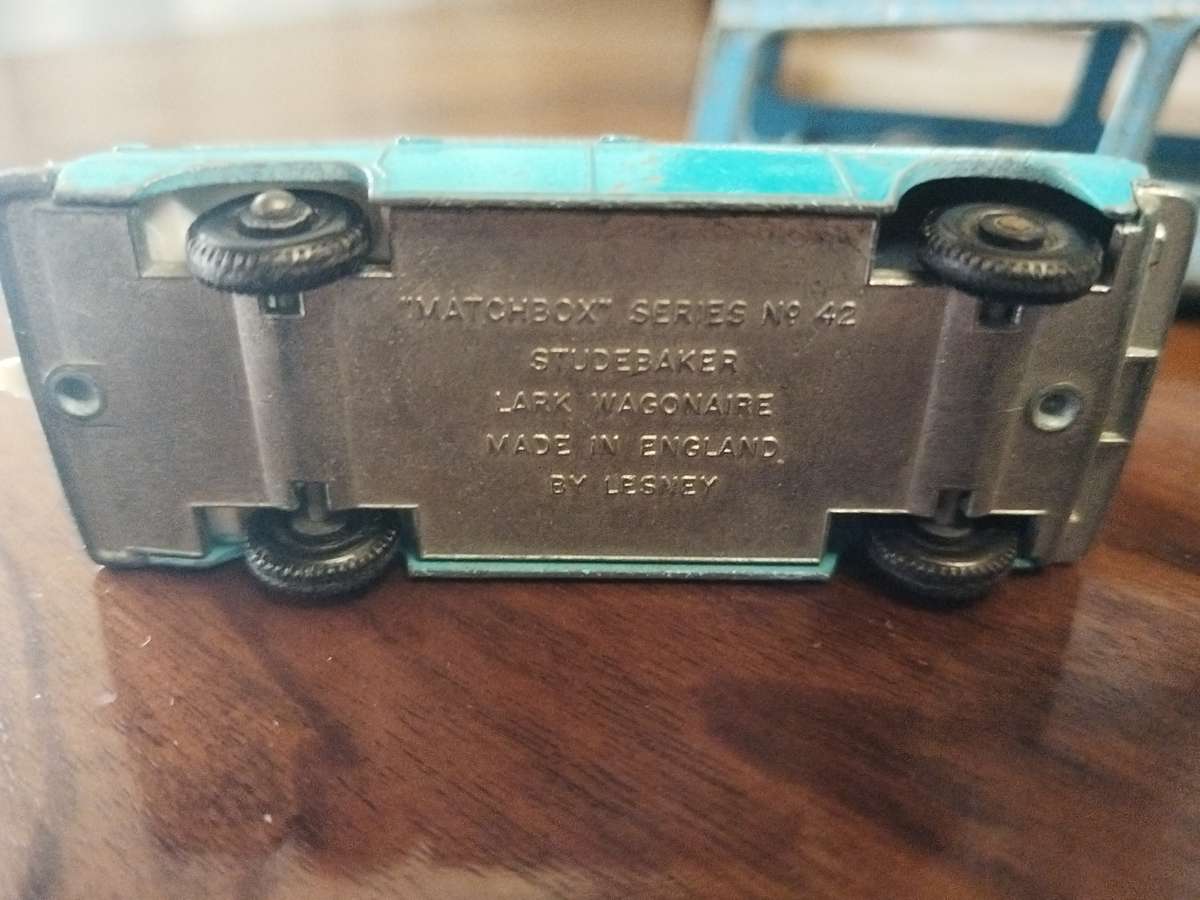 "MATCHBOX" SERIES Nº 42
STUDEBAKER
LARK WAGONAIRE
MADE IN ENGLAND
BY LESNEY